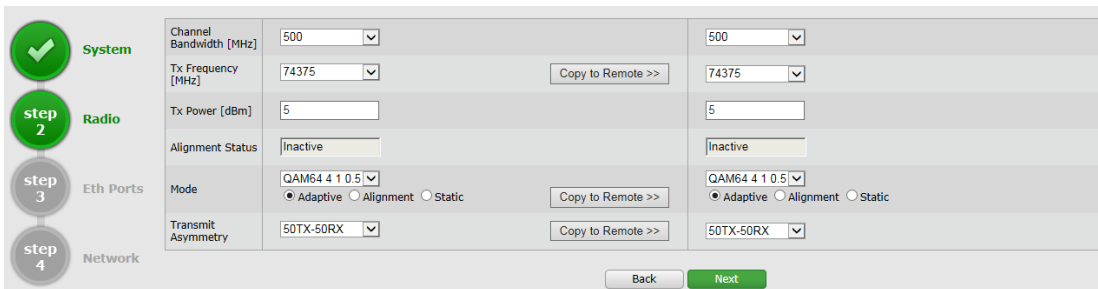 System
step
2
Radio
step
3
Eth Ports
step
4
Network
Channel
Bandwidth [MHz]
500
500
Tx Frequency
[MHz]
74375
Copy to Remote >>
74375
Tx Power [dBm]
5
5
Alignment Status
Inactive
Inactive
Mode
QAM64 4 1 0.5
Adaptive Alignment Static
Copy to Remote >>
QAM64 4 1 0.5
Adaptive Alignment Static
Transmit
Asymmetry
50TX-50RX
Copy to Remote >>
50TX-50RX
Back
Next